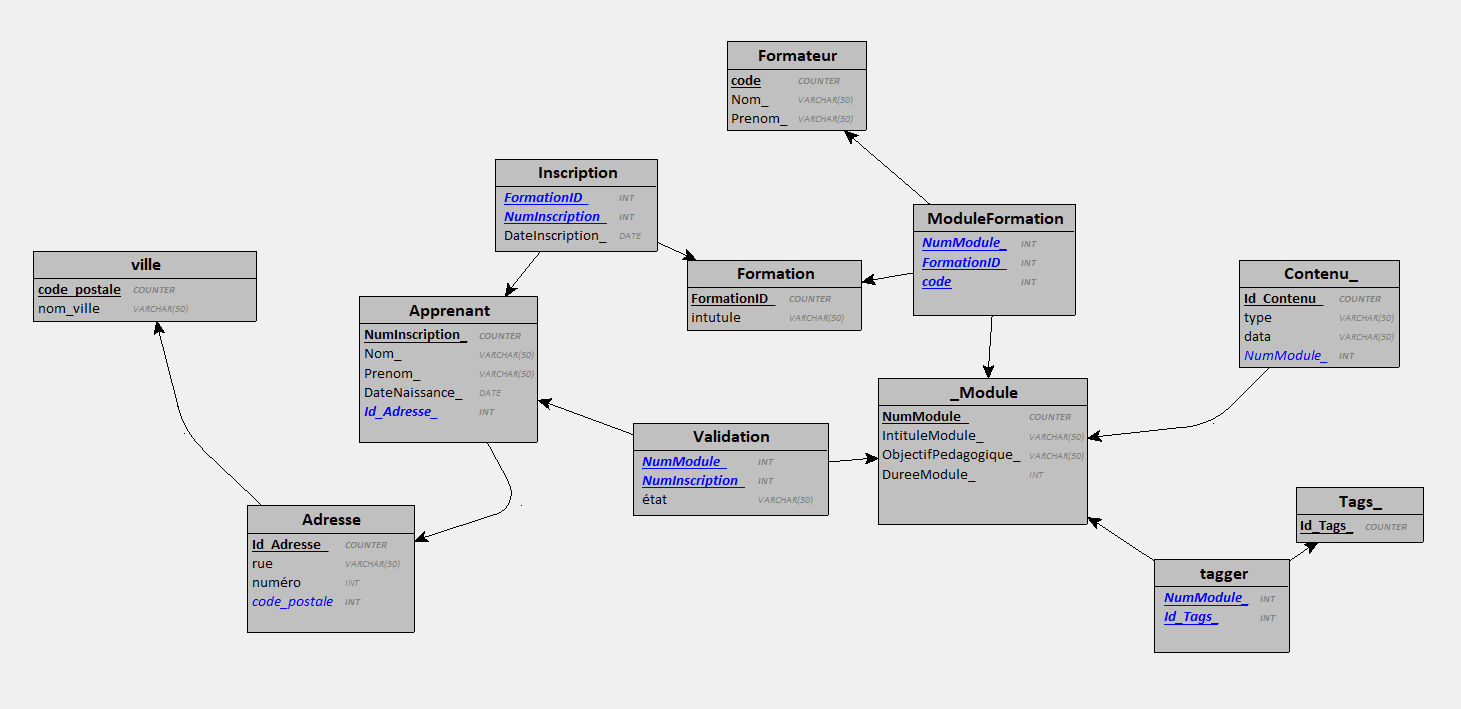 Formateur
code COUNTER
Nom_ VARCHAR(50)
Prenom_ VARCHAR(50)
Inscription
FormationID_ INT
NumInscription_ INT
DateInscription_ DATE
ModuleFormation
NumModule_ INT
FormationID_ INT
code INT
ville
code_postale COUNTER
nom_ville VARCHAR(50)
Formation
FormationID_ COUNTER
intutule VARCHAR(50)
Contenu_
Id_Contenu_ COUNTER
type VARCHAR(50)
data VARCHAR(50)
NumModule_ INT
Apprenant
NumInscription_ COUNTER
Nom_ VARCHAR(50)
Prenom_ VARCHAR(50)
DateNaissance_ DATE
Id_Adresse_ INT
_Module
NumModule_ COUNTER
IntituleModule_ VARCHAR(50)
ObjectifPedagogique_ VARCHAR(50)
DureeModule_ INT
Validation
NumModule_ INT
NumInscription_ INT
état VARCHAR(50)
Tags_
Id_Tags_ COUNTER
Adresse
Id_Adresse_ COUNTER
rue VARCHAR(50)
numéro INT
code_postale INT
tagger
NumModule_ INT
Id_Tags_ INT